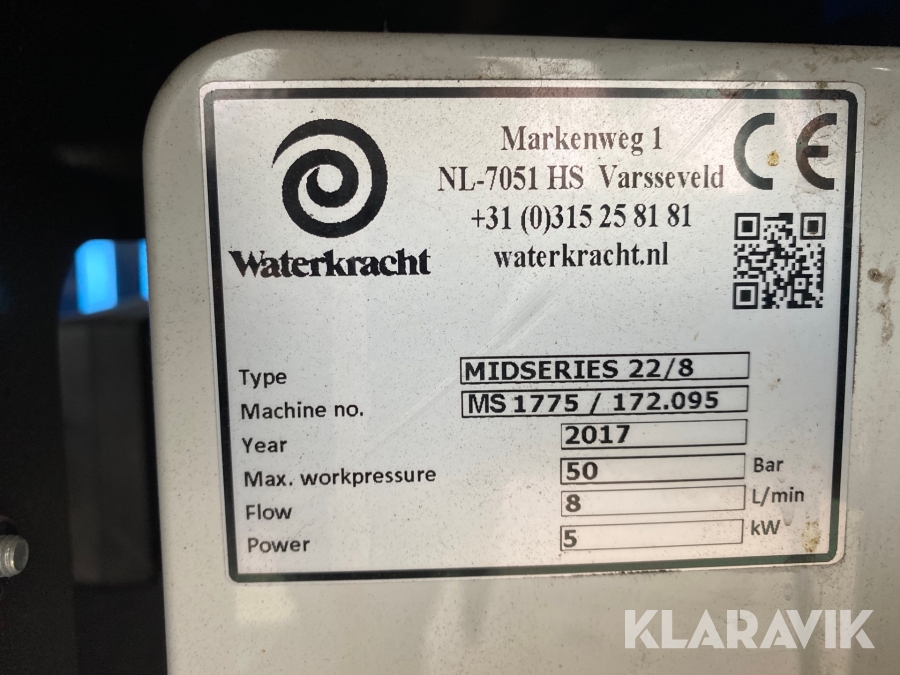 Waterkracht
Markenweg 1
NL-7051 HS Varsseveld
+31 (0)315 25 81 81
waterkracht.nl
CE
Type MIDSERIES 22/8
Machine no. MS 1775 / 172.095
Year 2017
Max. workpressure 50 Bar
Flow 8 L/min
Power 5 kW
KLARAVIK